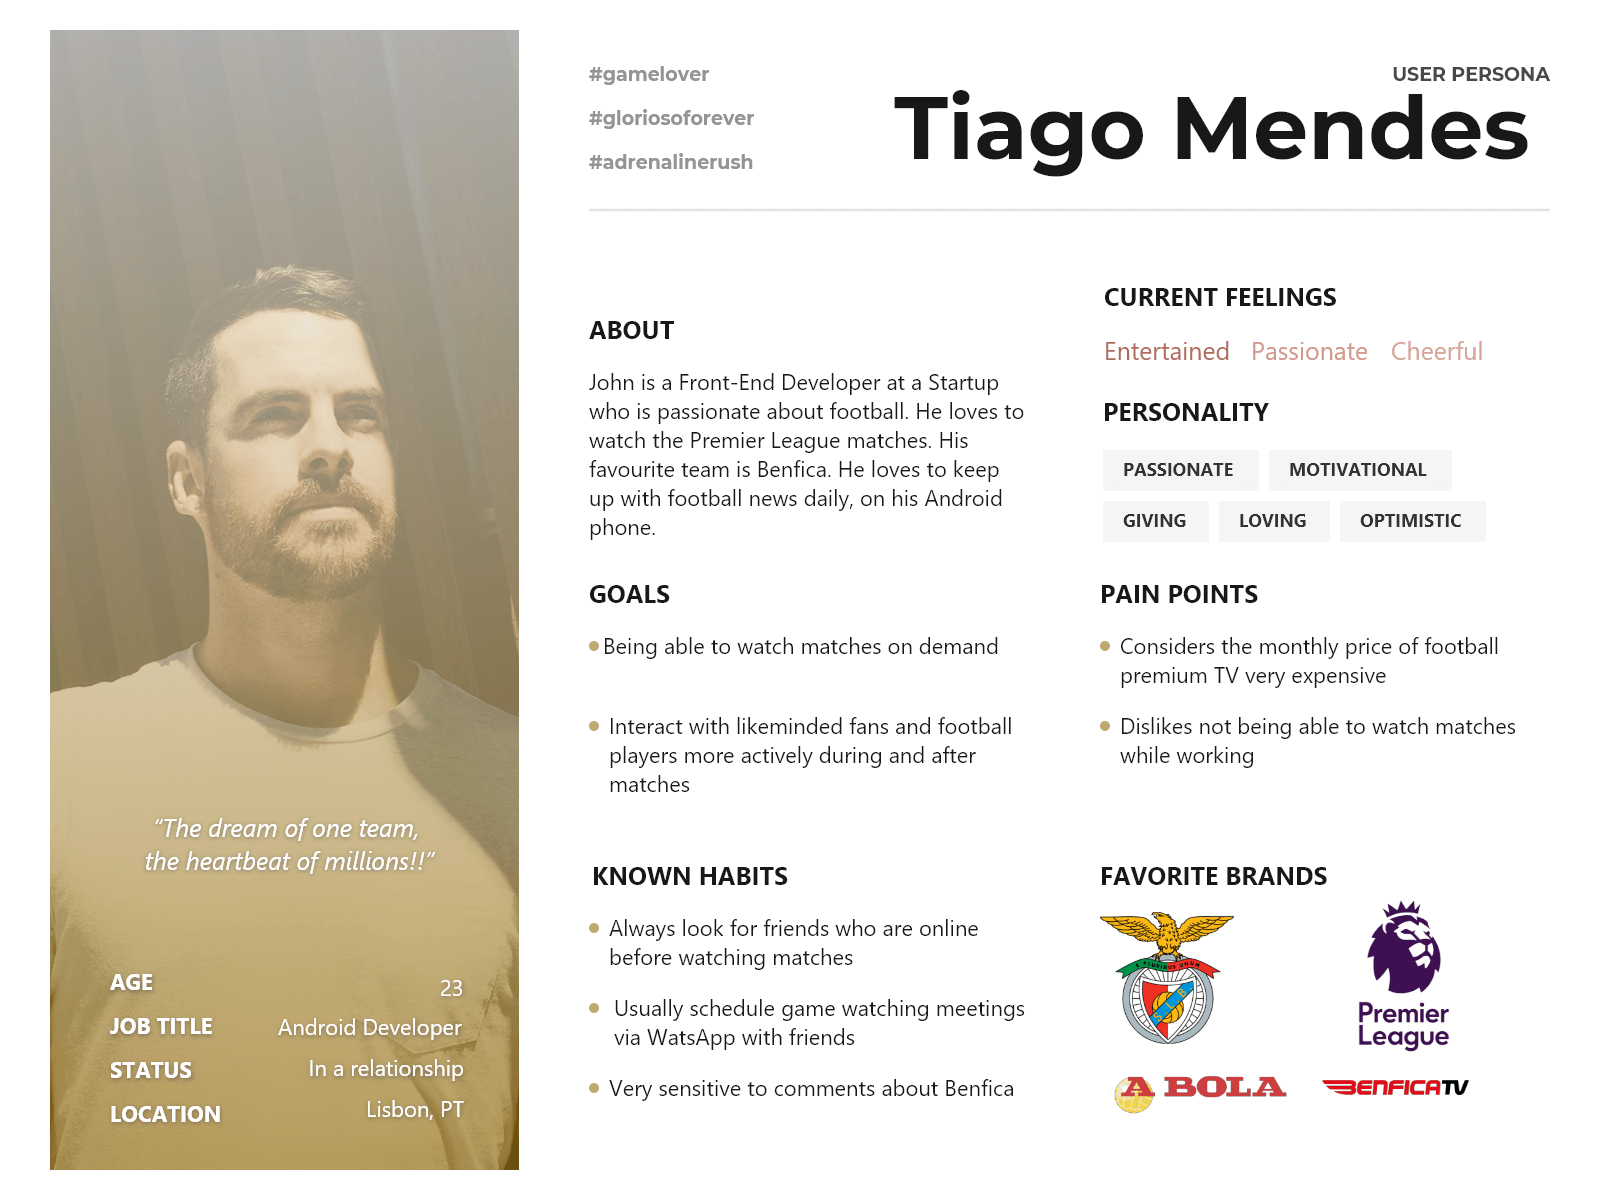 #gamelover
#gloriosoforever
#adrenalinerush
USER PERSONA
Tiago Mendes
ABOUT
John is a Front-End Developer at a Startup
who is passionate about football. He loves to
watch the Premier League matches. His
favourite team is Benfica. He loves to keep
up with football news daily, on his Android
phone.
CURRENT FEELINGS
Entertained Passionate Cheerful
PERSONALITY
PASSIONATE MOTIVATIONAL
GIVING LOVING OPTIMISTIC
GOALS
Being able to watch matches on demand
Interact with likeminded fans and football
players more actively during and after
matches
PAIN POINTS
Considers the monthly price of football
premium TV very expensive
Dislikes not being able to watch matches
while working
KNOWN HABITS
Always look for friends who are online
before watching matches
Usually schedule game watching meetings
via WatsApp with friends
Very sensitive to comments about Benfica
FAVORITE BRANDS
E PLURIBUS UNUM
S L B
Premier
League
A BOLA
BENFICATV
“The dream of one team,
the heartbeat of millions!!”
AGE 23
JOB TITLE Android Developer
STATUS In a relationship
LOCATION Lisbon, PT